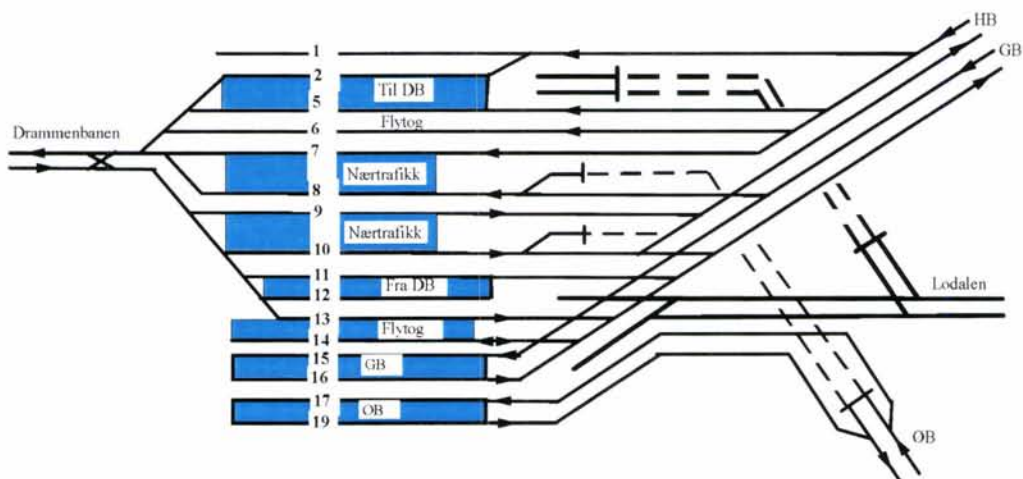 HB
GB
1
2
Til DB
5
Flytog
6
Drammenbanen
7
Nærtrafikk
8
9
Nærtrafikk
10
11
Fra DB
12
Lodalen
13
Flytog
14
15
GB
16
17
ØB
19
ØB